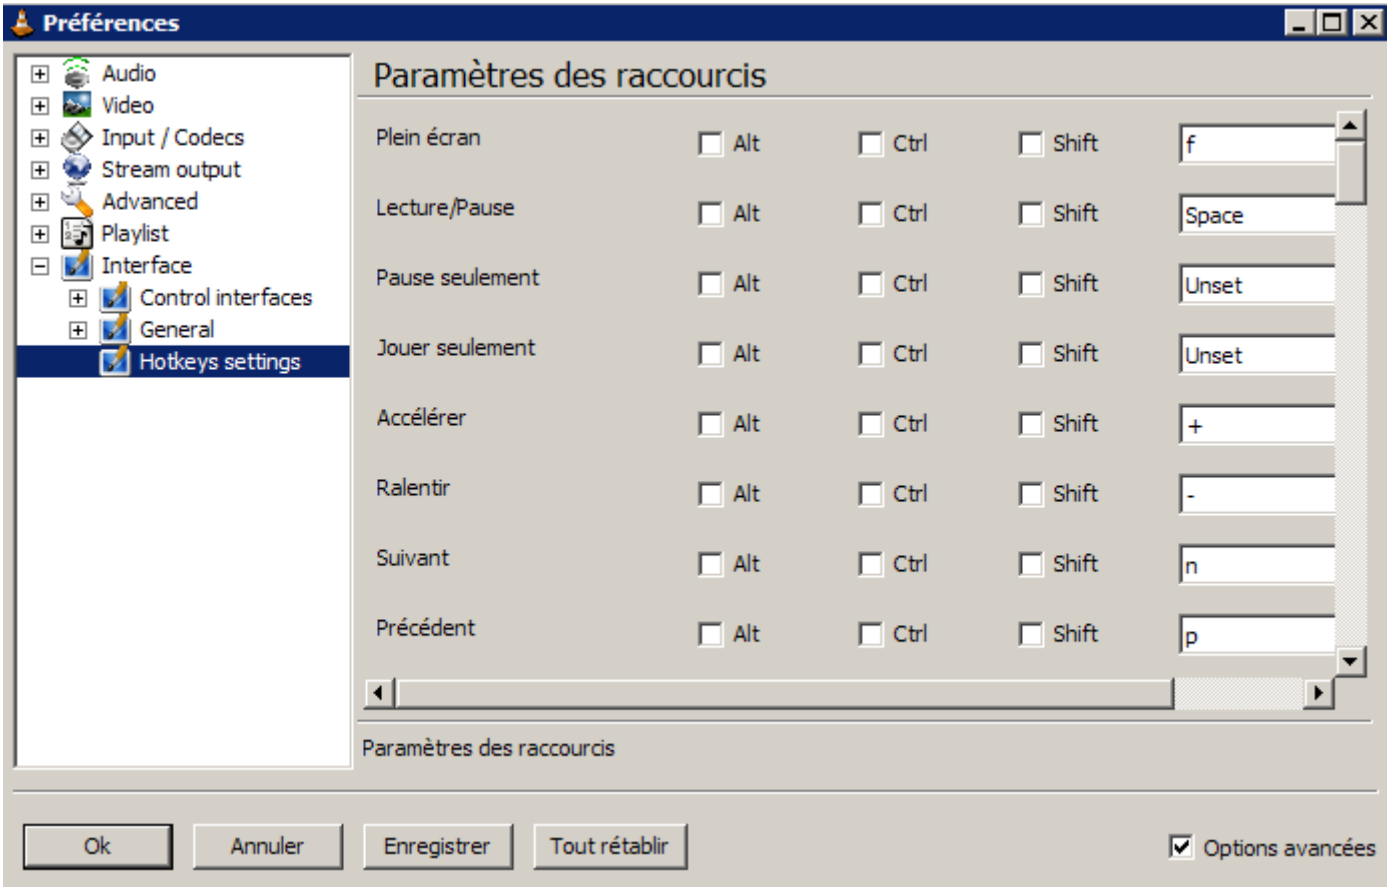 Préférences
Audio
Video
Input / Codecs
Stream output
Advanced
Playlist
Interface
Control interfaces
General
Hotkeys settings
Paramètres des raccourcis
Plein écran Alt Ctrl Shift f
Lecture/Pause Alt Ctrl Shift Space
Pause seulement Alt Ctrl Shift Unset
Jouer seulement Alt Ctrl Shift Unset
Accélérer Alt Ctrl Shift +
Ralentir Alt Ctrl Shift -
Suivant Alt Ctrl Shift n
Précédent Alt Ctrl Shift p
Paramètres des raccourcis
Ok Annuler Enregistrer Tout rétablir Options avancées